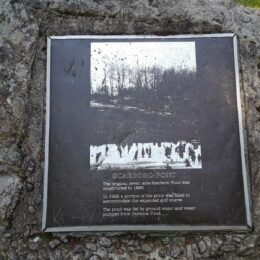 SCARBORO POND
The original seven acre Scarboro Pond was
constructed in
In a portion of the pond was filled to
accommodate the expanded golf course.
The pond was fed by ground water and water
pumped from Jamaica Pond